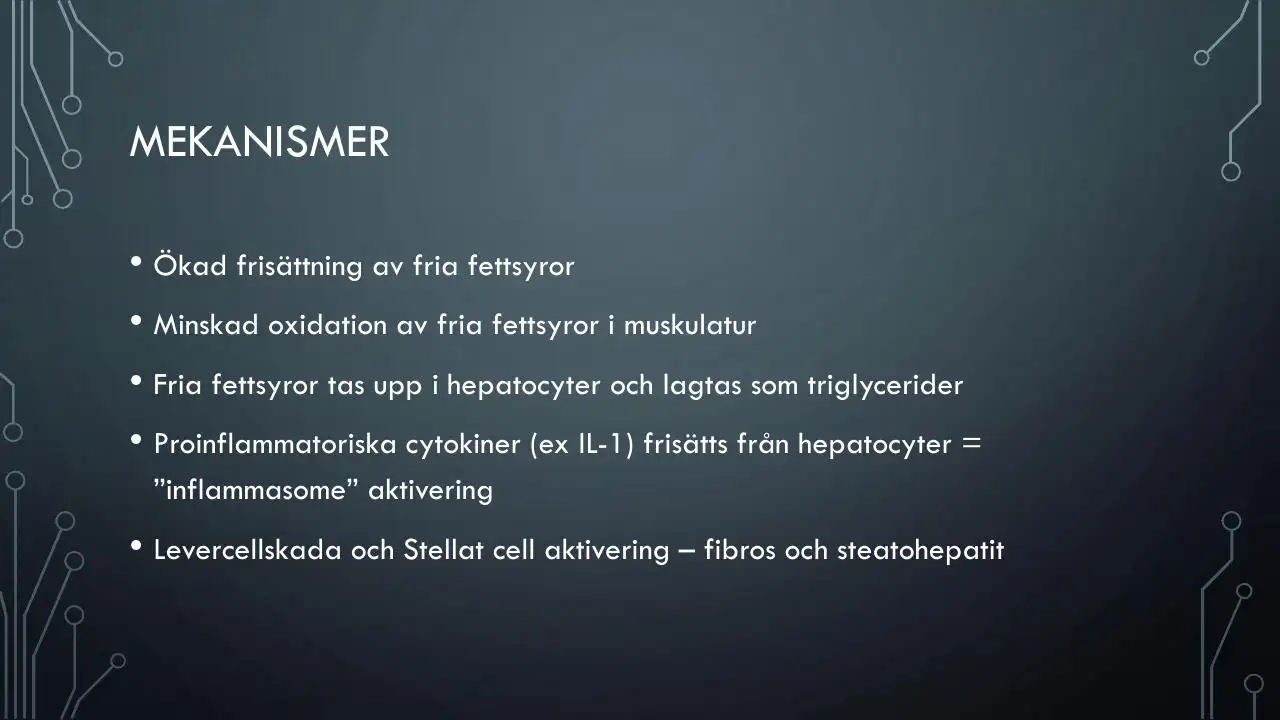 MEKANISMER
• Ökad frisättning av fria fettsyror
• Minskad oxidation av fria fettsyror i muskulatur
• Fria fettsyror tas upp i hepatocyter och lagtas som triglycerider
• Proinflammatoriska cytokiner (ex IL-1) frisätts från hepatocyter =
”inflammasome” aktivering
• Levercellskada och Stellat cell aktivering – fibros och steatohepatit